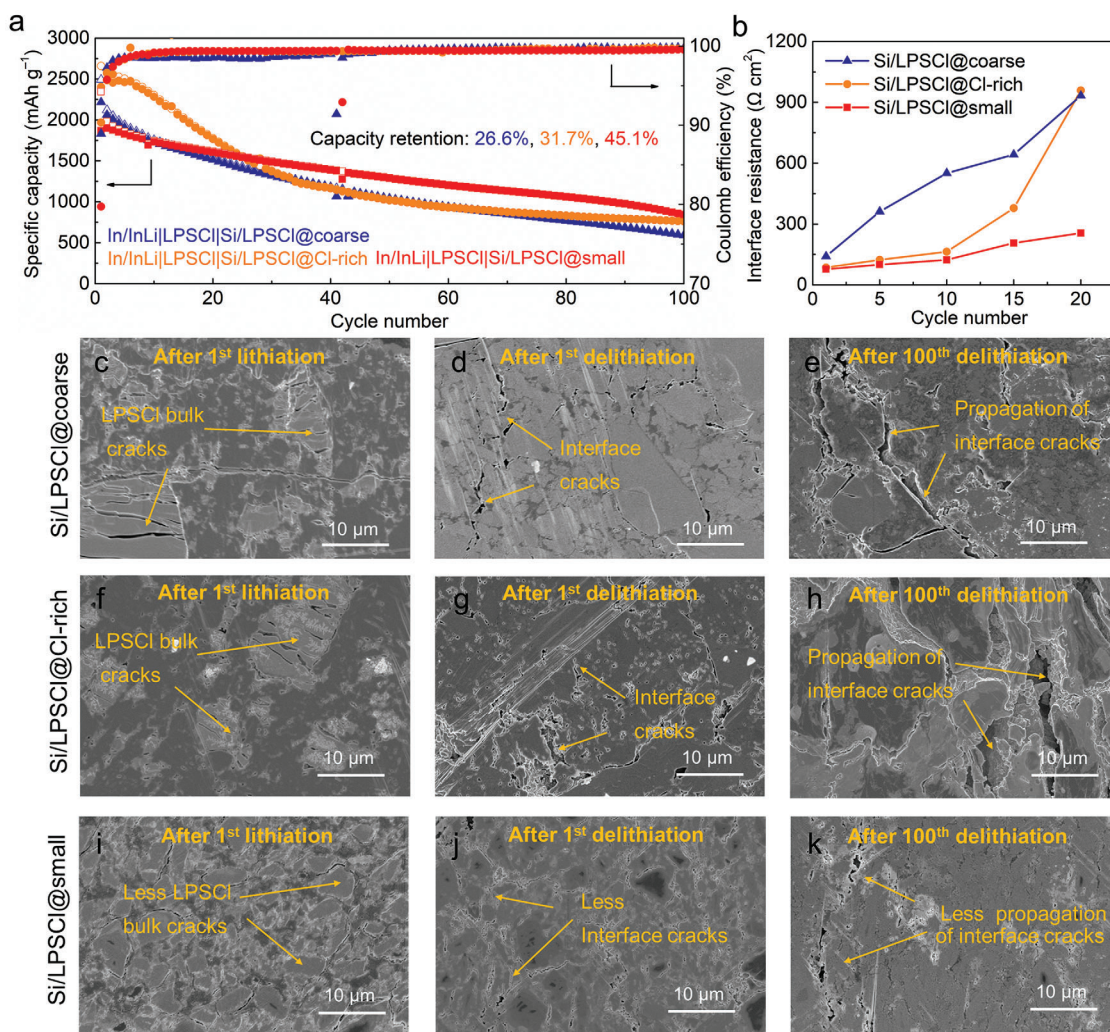 a
3000
2500
2000
1500
1000
500
0
0 20 40 60 80 100
100
90
80
70
Specific capacity (mAh g⁻¹)
Coulomb efficiency (%)
Cycle number
Capacity retention: 26.6%, 31.7%, 45.1%
In/InLi|LPSCl|Si/LPSCl@coarse
In/InLi|LPSCl|Si/LPSCl@Cl-rich In/InLi|LPSCl|Si/LPSCl@small
b
1200
900
600
300
0
0 5 10 15 20
Interface resistance (Ω cm²)
Cycle number
Si/LPSCl@coarse
Si/LPSCl@Cl-rich
Si/LPSCl@small
Si/LPSCl@coarse
c
After 1ˢᵗ lithiation
LPSCl bulk
cracks
10 μm
d
After 1ˢᵗ delithiation
Interface
cracks
10 μm
e
After 100ᵗʰ delithiation
Propagation of
interface cracks
10 μm
Si/LPSCl@Cl-rich
f
After 1ˢᵗ lithiation
LPSCl bulk
cracks
10 μm
g
After 1ˢᵗ delithiation
Interface
cracks
10 μm
h
After 100ᵗʰ delithiation
Propagation of
interface cracks
10 μm
Si/LPSCl@small
i
After 1ˢᵗ lithiation
Less LPSCl
bulk cracks
10 μm
j
After 1ˢᵗ delithiation
Less
Interface cracks
10 μm
k
After 100ᵗʰ delithiation
Less propagation
of interface cracks
10 μm